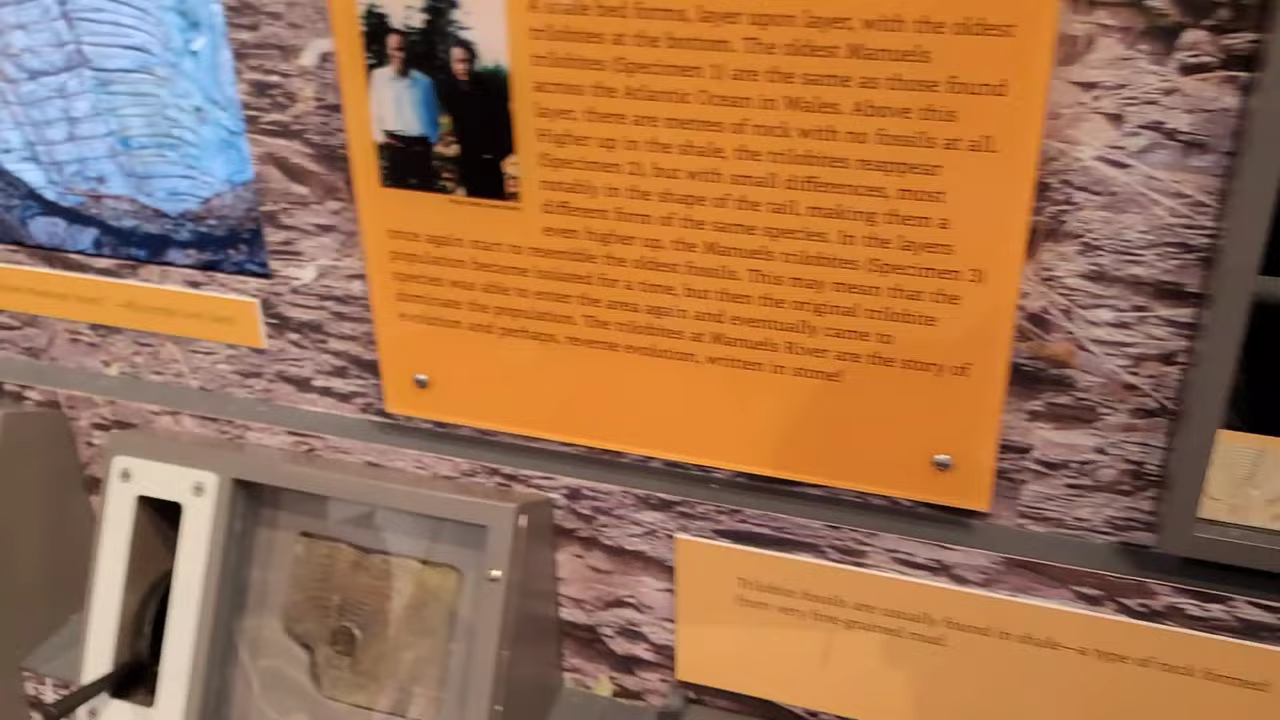 A shale bed forms, layer upon layer, with the oldest
trilobites at the bottom. The oldest Manuels
trilobites (Specimen 1) are the same as those found
across the Atlantic Ocean in Wales. Above this
layer, there are metres of rock with no fossils at all.
Higher up in the shale, the trilobites reappear
(Specimen 2), but with small differences, most
notably in the shape of the tail, making them a
different form of the same species. In the layers
even higher up, the Manuels trilobites (Specimen 3)
once again start to resemble the oldest fossils. This may mean that the
population became isolated for a time, but then the original trilobite
species was able to enter the area again and eventually came to
dominate the population. The trilobites at Manuels River are the story of
evolution and perhaps, reverse evolution, written in stone!
Trilobite fossils are usually found in shale—a type of rock formed
from very fine-grained mud.